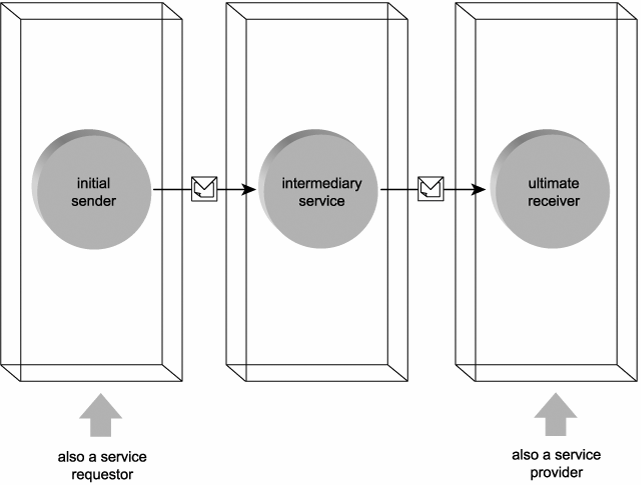 initial
sender
intermediary
service
ultimate
receiver
also a service
requestor
also a service
provider